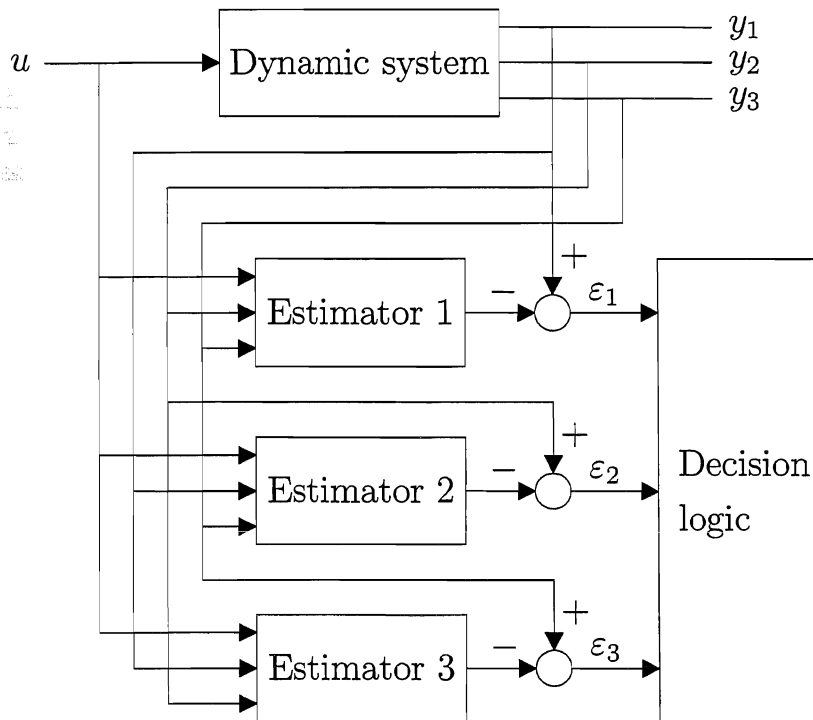 y₁
u
Dynamic system
y₂
y₃
+
Estimator 1
−
ε₁
+
Estimator 2
−
ε₂
Decision
logic
+
Estimator 3
−
ε₃